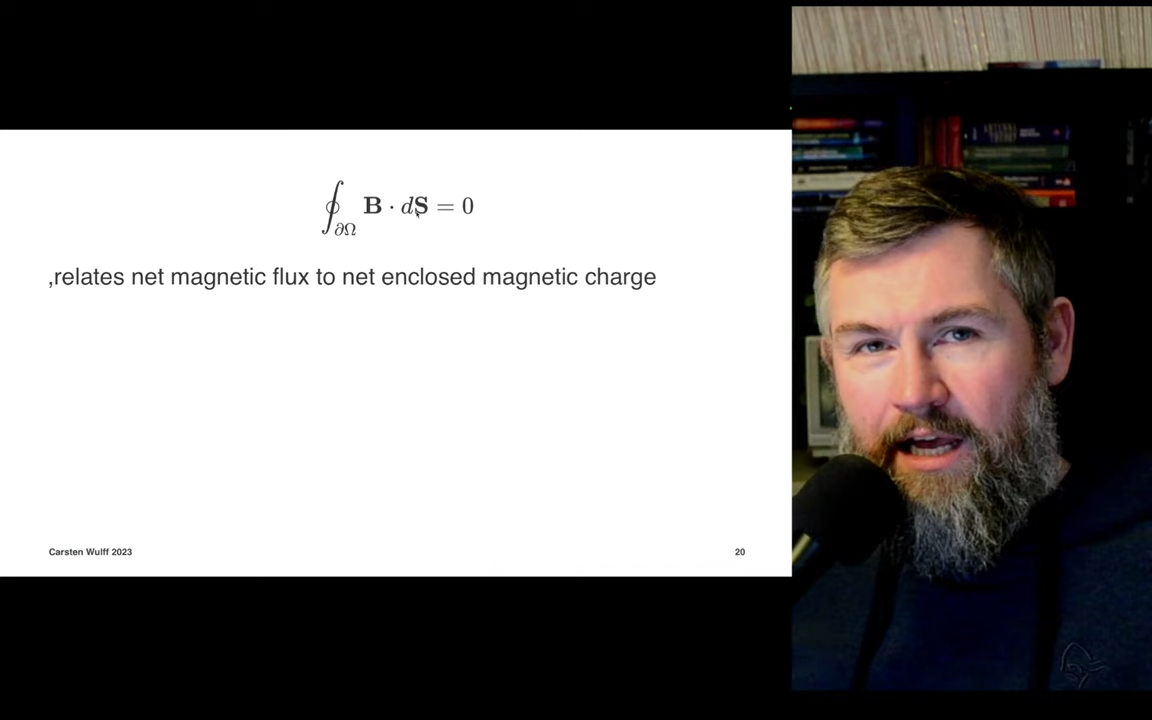 ∮∂Ω B · dS = 0
,relates net magnetic flux to net enclosed magnetic charge
Carsten Wulff 2023
20